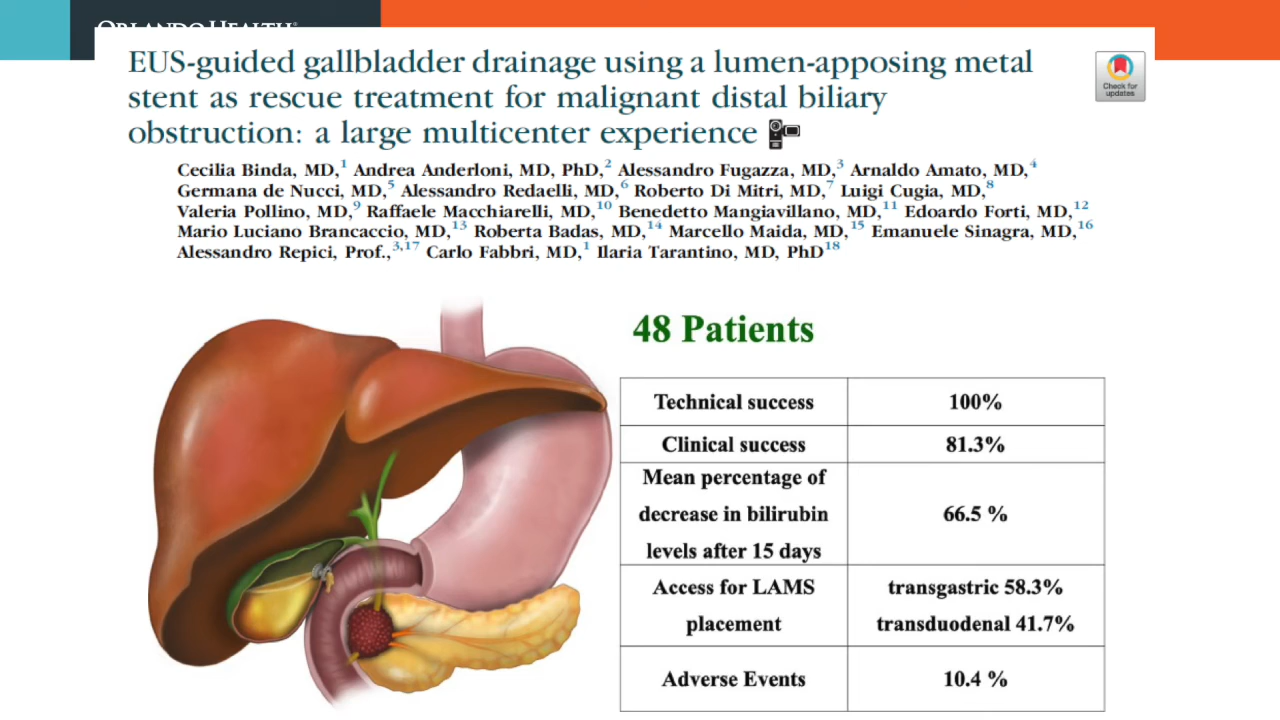 ORLANDO HEALTH®
EUS-guided gallbladder drainage using a lumen-apposing metal
stent as rescue treatment for malignant distal biliary
obstruction: a large multicenter experience
Check for
updates
Cecilia Binda, MD,1 Andrea Anderloni, MD, PhD,2 Alessandro Fugazza, MD,3 Arnaldo Amato, MD,4
Germana de Nucci, MD,5 Alessandro Redaelli, MD,6 Roberto Di Mitri, MD,7 Luigi Cugia, MD,8
Valeria Pollino, MD,9 Raffaele Macchiarelli, MD,10 Benedetto Mangiavillano, MD,11 Edoardo Forti, MD,12
Mario Luciano Brancaccio, MD,13 Roberta Badas, MD,14 Marcello Maida, MD,15 Emanuele Sinagra, MD,16
Alessandro Repici, Prof.,3,17 Carlo Fabbri, MD,1 Ilaria Tarantino, MD, PhD18
48 Patients
Technical success 100%
Clinical success 81.3%
Mean percentage of
decrease in bilirubin 66.5 %
levels after 15 days
Access for LAMS transgastric 58.3%
placement transduodenal 41.7%
Adverse Events 10.4 %